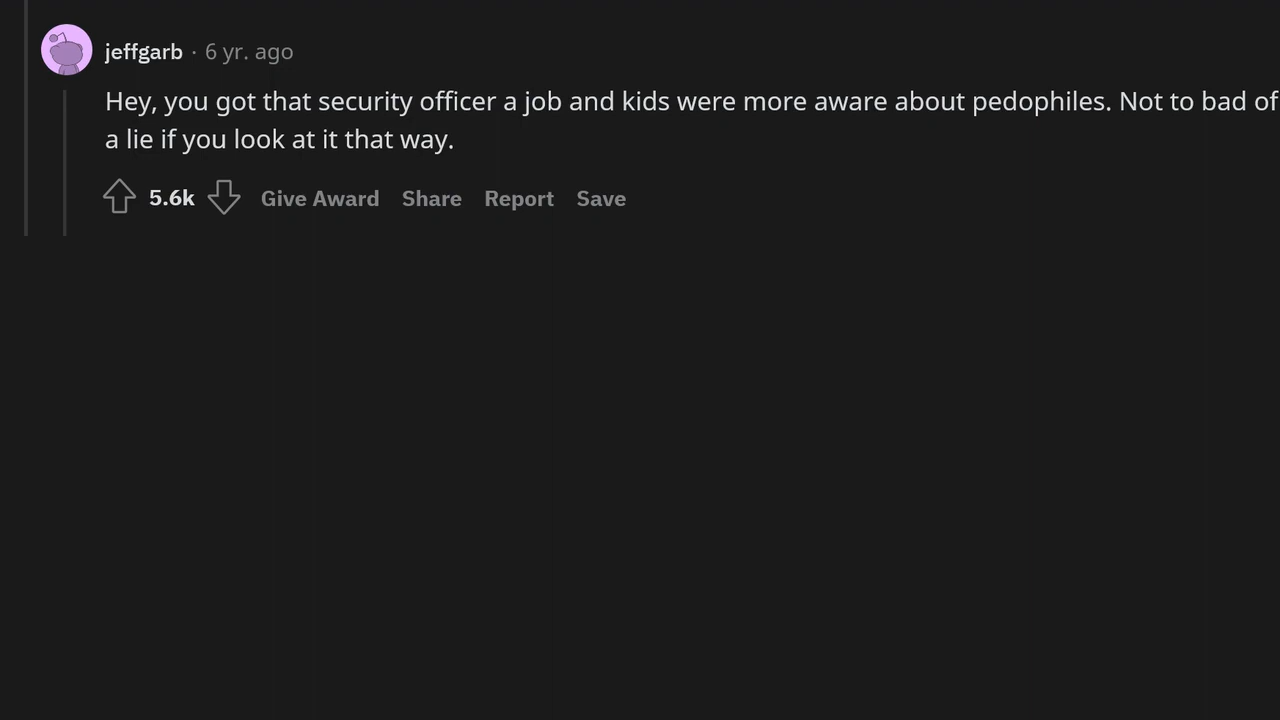 jeffgarb · 6 yr. ago
Hey, you got that security officer a job and kids were more aware about pedophiles. Not to bad of
a lie if you look at it that way.
5.6k Give Award Share Report Save